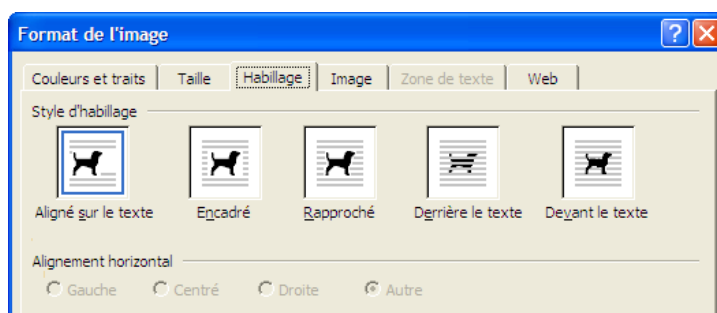 Format de l'image
Couleurs et traits Taille Habillage Image Zone de texte Web
Style d'habillage
Aligné sur le texte Encadré Rapproché Derrière le texte Devant le texte
Alignement horizontal
Gauche Centré Droite Autre